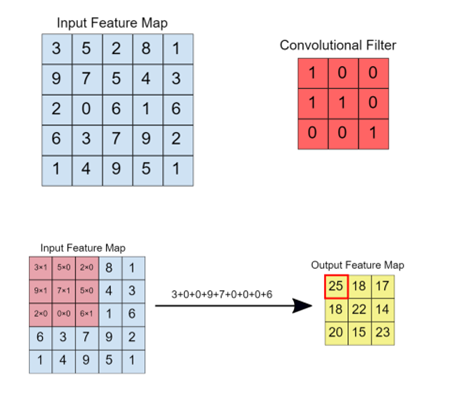 Input Feature Map
3 5 2 8 1
9 7 5 4 3
2 0 6 1 6
6 3 7 9 2
1 4 9 5 1
Convolutional Filter
1 0 0
1 1 0
0 0 1
Input Feature Map
3×1 5×0 2×0 8 1
9×1 7×1 5×0 4 3
2×0 0×0 6×1 1 6
6 3 7 9 2
1 4 9 5 1
3+0+0+9+7+0+0+0+6
Output Feature Map
25 18 17
18 22 14
20 15 23